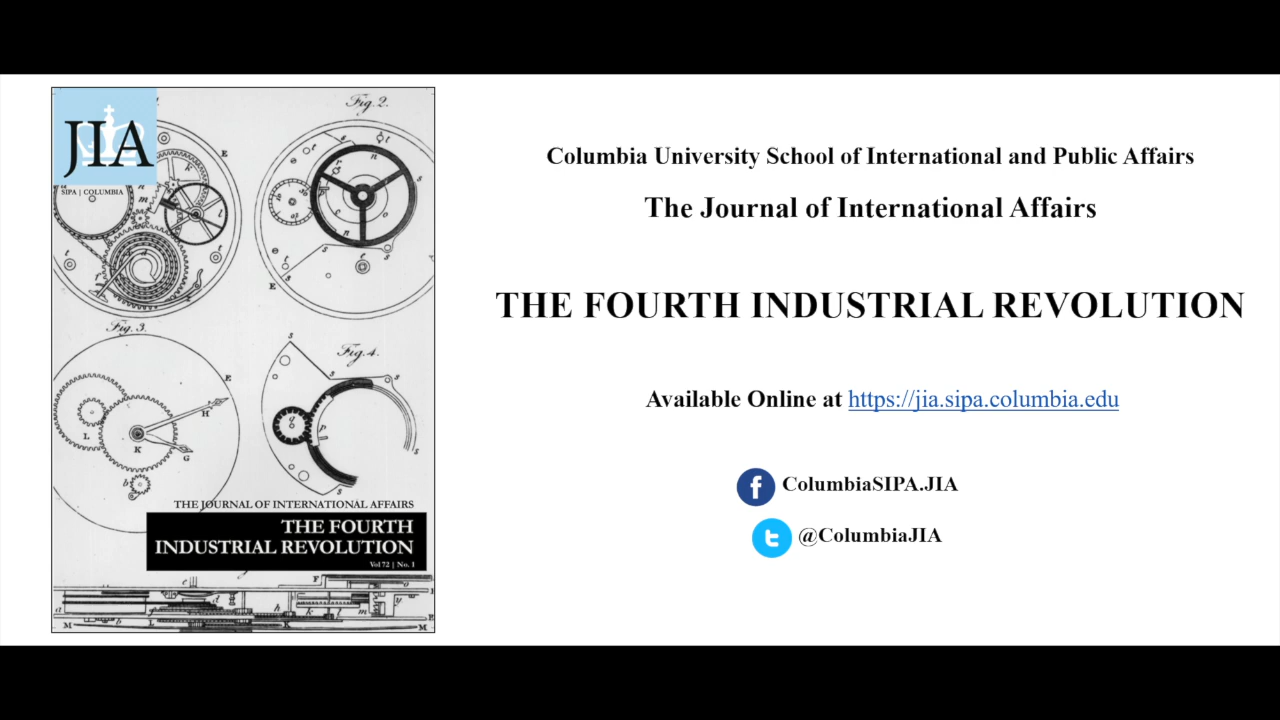 JIA
SIPA | COLUMBIA
Fig. 2.
Fig. 3.
Fig. 4.
THE JOURNAL OF INTERNATIONAL AFFAIRS
THE FOURTH
INDUSTRIAL REVOLUTION
Vol 72 | No. 1
Columbia University School of International and Public Affairs
The Journal of International Affairs
THE FOURTH INDUSTRIAL REVOLUTION
Available Online at https://jia.sipa.columbia.edu
ColumbiaSIPA.JIA
@ColumbiaJIA